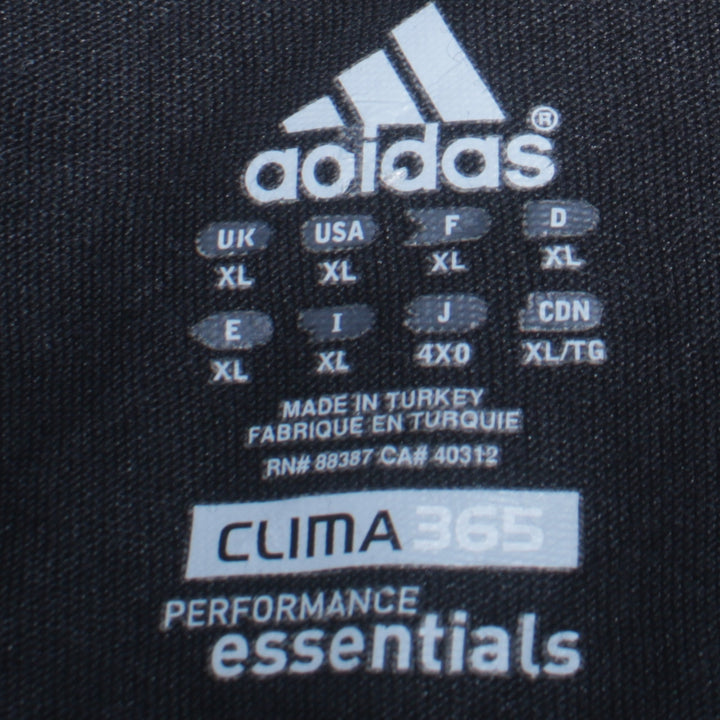 adidas®
UK USA F D
XL XL XL XL
E I J CDN
XL XL 4XO XL/TG
MADE IN TURKEY
FABRIQUE EN TURQUIE
RN# 88387 CA# 40312
CLIMA 365
PERFORMANCE
essentials